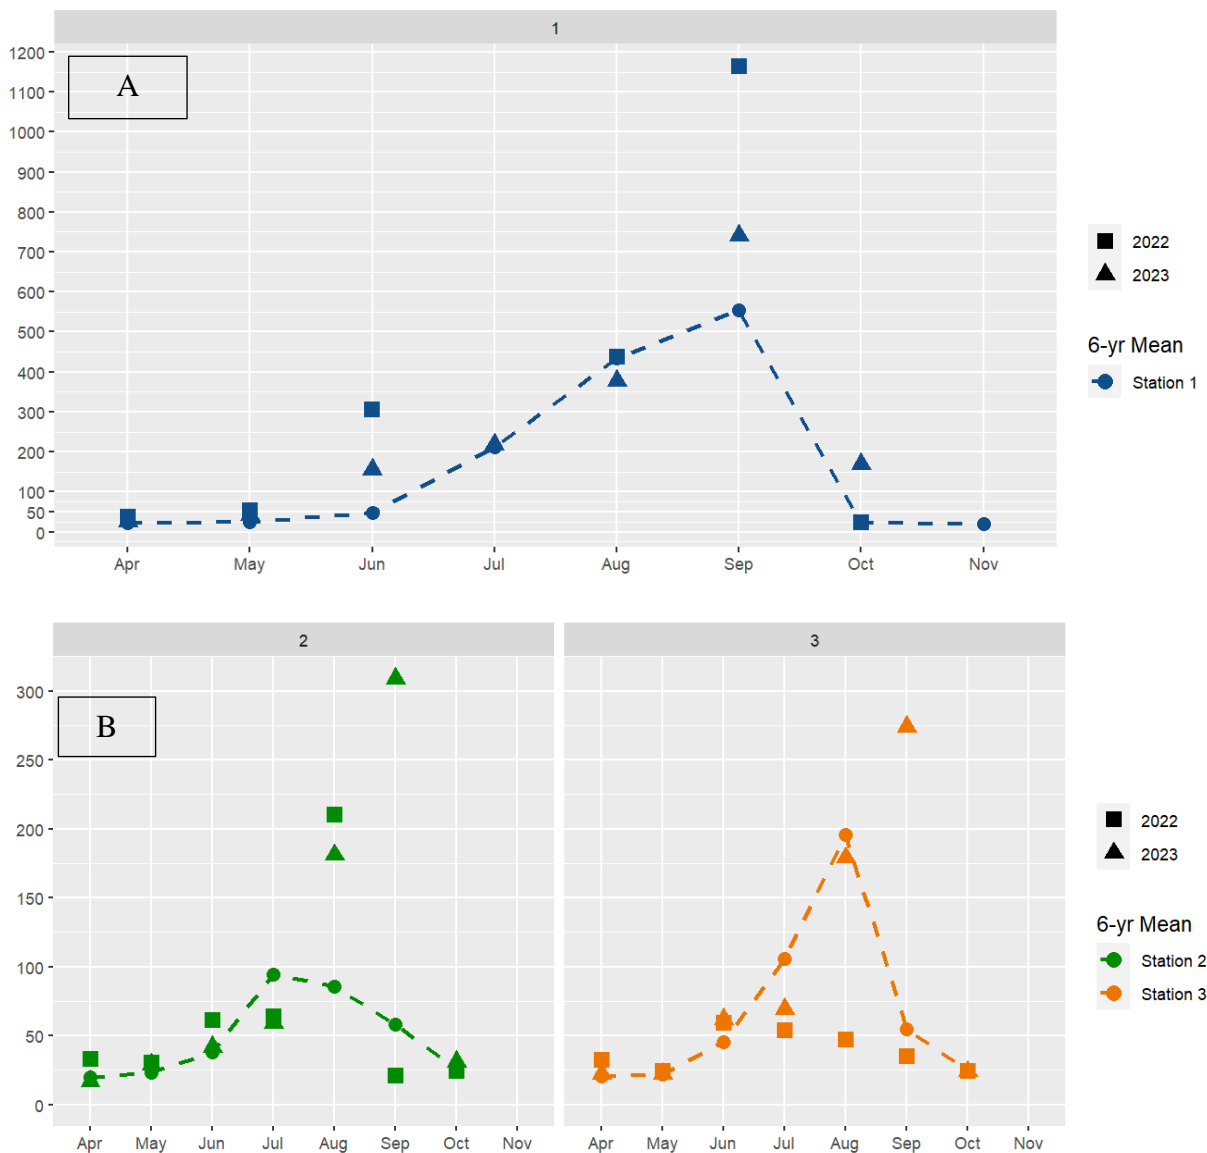 1
1200
1100
1000
900
800
700
600
500
400
300
200
100
50
0
A
Apr May Jun Jul Aug Sep Oct Nov
2022
2023
6-yr Mean
Station 1
2 3
300
250
200
150
100
50
0
B
Apr May Jun Jul Aug Sep Oct Nov
Apr May Jun Jul Aug Sep Oct Nov
2022
2023
6-yr Mean
Station 2
Station 3